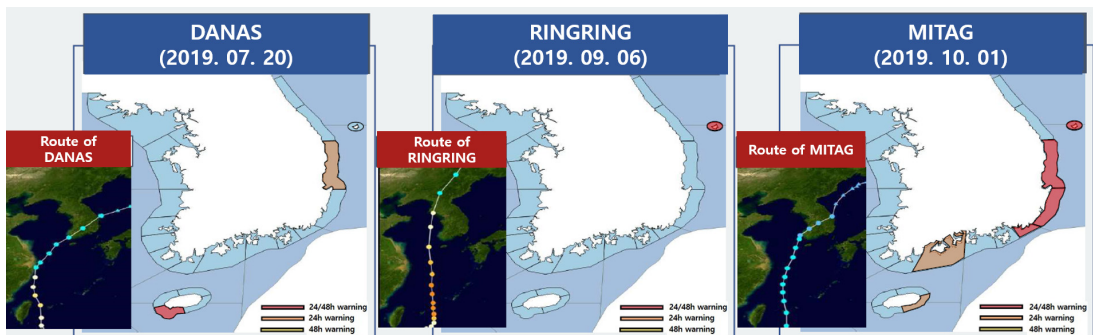 DANAS
(2019. 07. 20)
Route of
DANAS
24/48h warning
24h warning
48h warning
RINGRING
(2019. 09. 06)
Route of
RINGRING
24/48h warning
24h warning
48h warning
MITAG
(2019. 10. 01)
Route of MITAG
24/48h warning
24h warning
48h warning